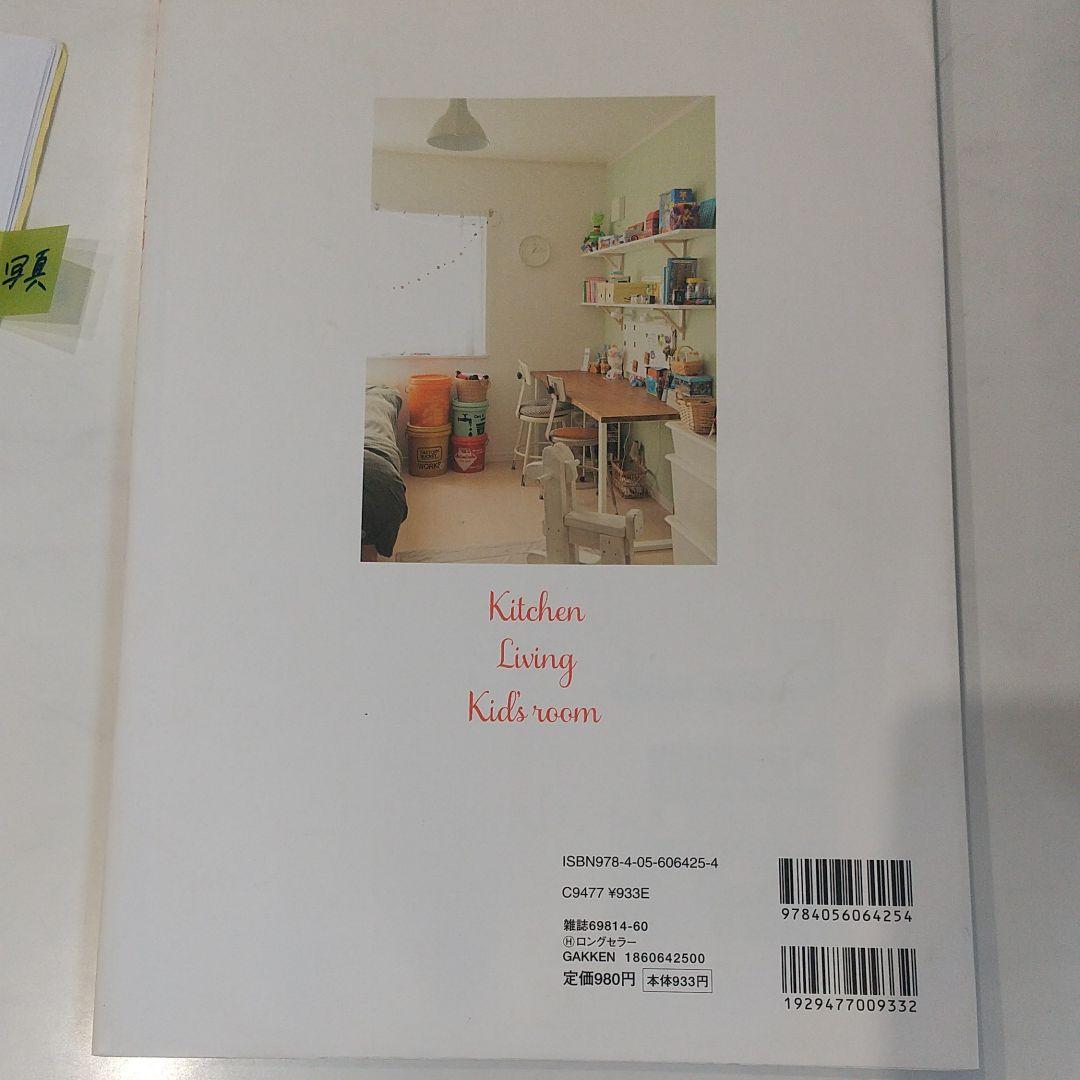 写真
Kitchen
Living
Kid's room
ISBN978-4-05-606425-4
C9477 ¥933E
雑誌69814-60
Ⓗロングセラー
GAKKEN 1860642500
定価980円 本体933円
9784056064254
1929477009332